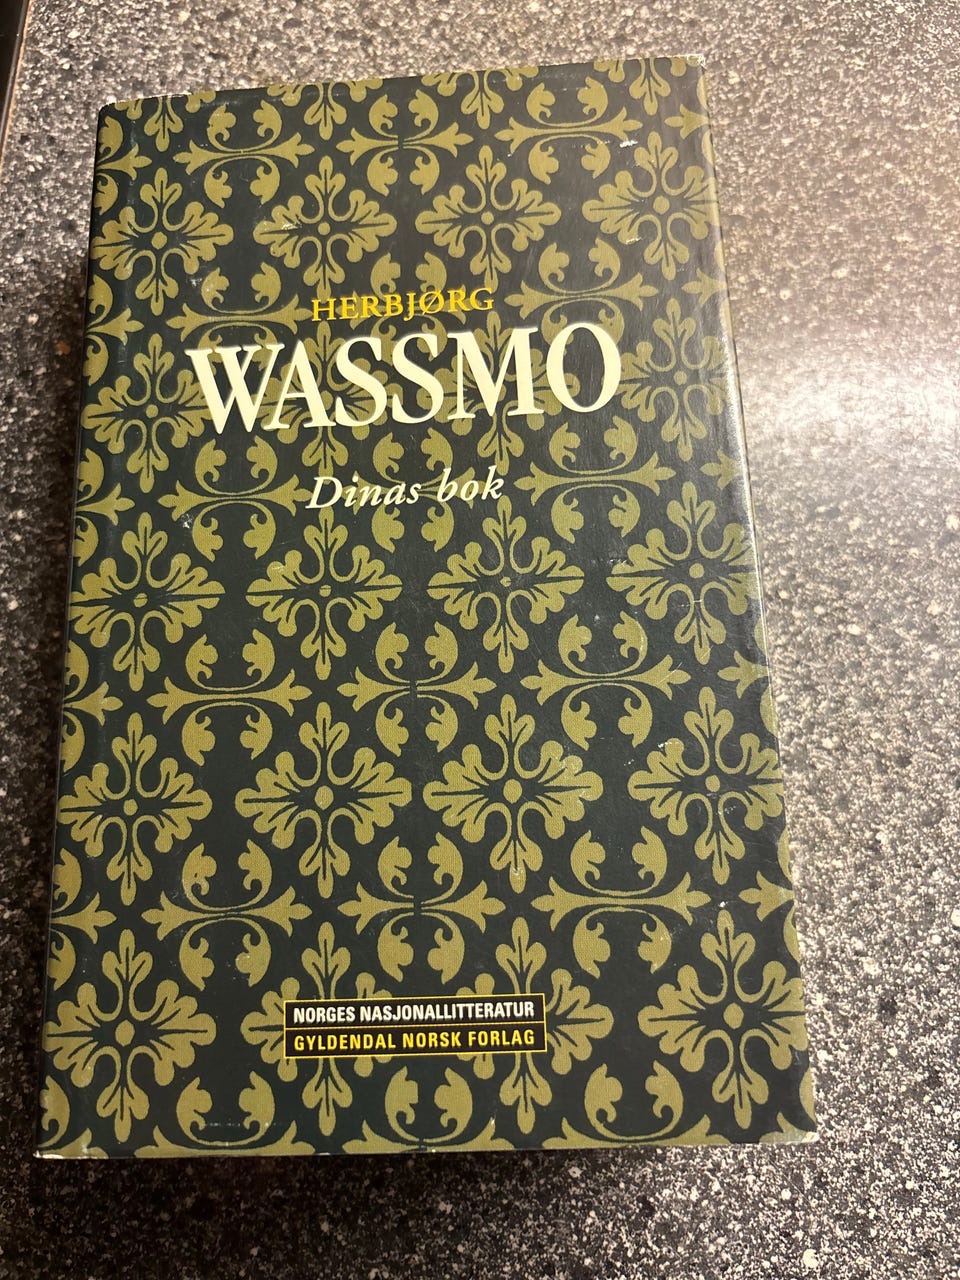 HERBJØRG
WASSMO
Dinas bok
NORGES NASJONALLITTERATUR
GYLDENDAL NORSK FORLAG